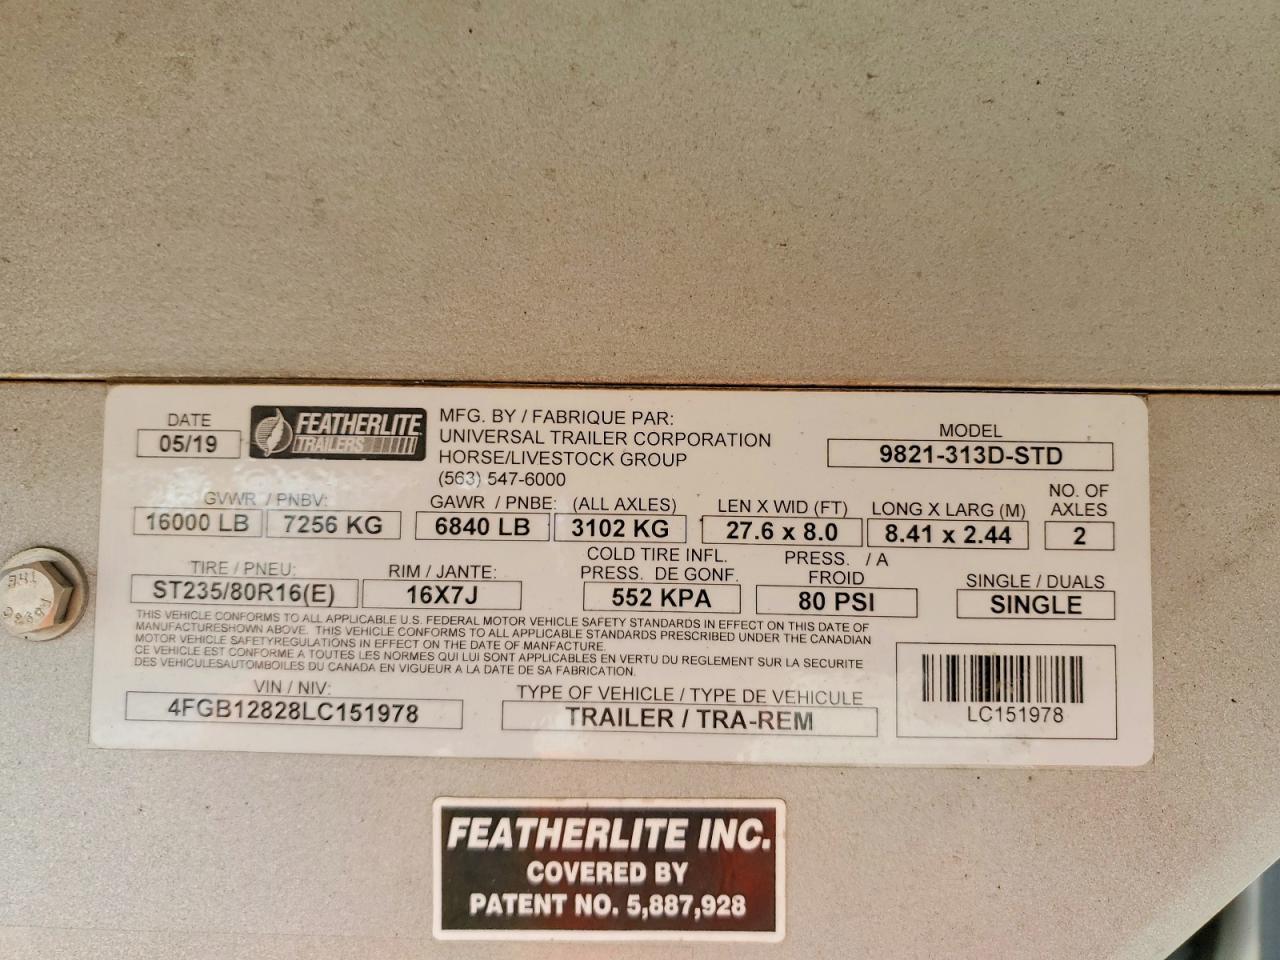 DATE
05/19
FEATHERLITE
TRAILERS
MFG. BY / FABRIQUE PAR:
UNIVERSAL TRAILER CORPORATION
HORSE/LIVESTOCK GROUP
(563) 547-6000
MODEL
9821-313D-STD
GVWR / PNBV:
16000 LB 7256 KG
GAWR / PNBE: (ALL AXLES)
6840 LB 3102 KG
LEN X WID (FT)
27.6 x 8.0
LONG X LARG (M)
8.41 x 2.44
NO. OF
AXLES
2
TIRE / PNEU:
ST235/80R16(E)
RIM / JANTE:
16X7J
COLD TIRE INFL. PRESS. / A
PRESS. DE GONF. FROID
552 KPA 80 PSI
SINGLE / DUALS
SINGLE
THIS VEHICLE CONFORMS TO ALL APPLICABLE U.S. FEDERAL MOTOR VEHICLE SAFETY STANDARDS IN EFFECT ON THIS DATE OF
MANUFACTURESHOWN ABOVE. THIS VEHICLE CONFORMS TO ALL APPLICABLE STANDARDS PRESCRIBED UNDER THE CANADIAN
MOTOR VEHICLE SAFETYREGULATIONS IN EFFECT ON THE DATE OF MANFACTURE.
CE VEHICLE EST CONFORME A TOUTES LES NORMES QUI LUI SONT APPLICABLES EN VERTU DU REGLEMENT SUR LA SECURITE
DES VEHICULESAUTOMBOILES DU CANADA EN VIGUEUR A LA DATE DE SA FABRICATION.
VIN / NIV:
4FGB12828LC151978
TYPE OF VEHICLE / TYPE DE VEHICULE
TRAILER / TRA-REM
LC151978
FEATHERLITE INC.
COVERED BY
PATENT NO. 5,887,928